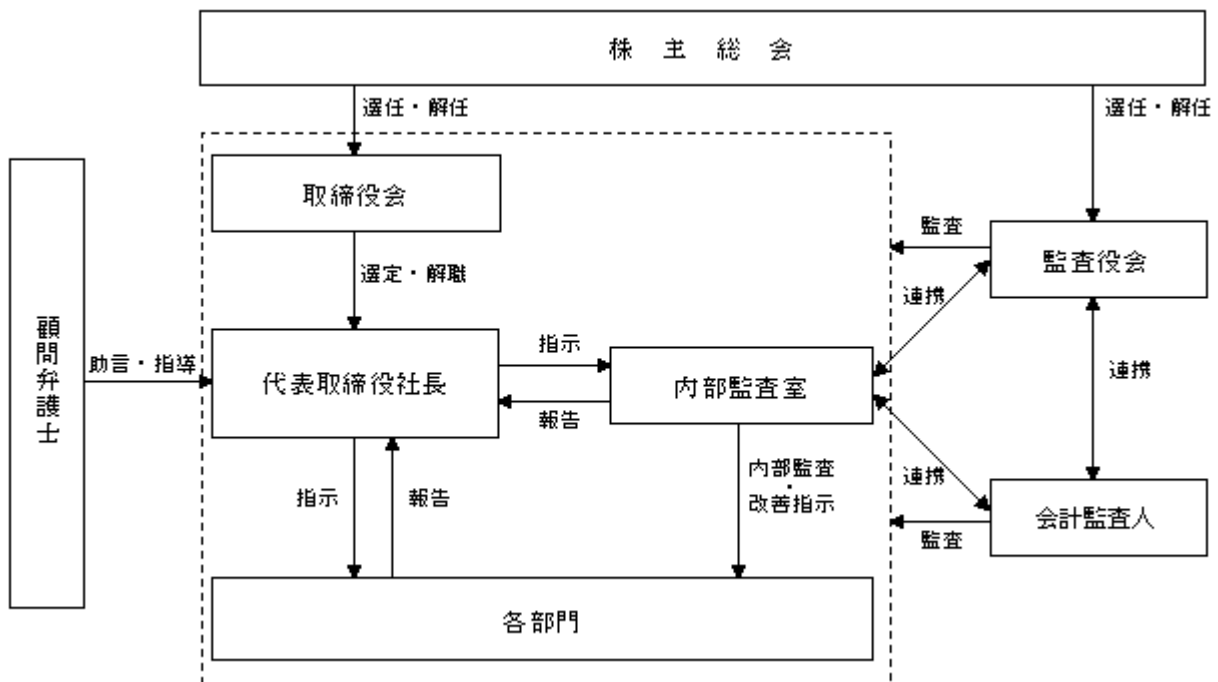 株主総会
選任・解任
選任・解任
取締役会
監査
監査役会
選定・解職
連携
顧問弁護士
助言・指導
代表取締役社長
指示
報告
内部監査室
連携
指示
報告
内部監査
・
改善指示
連携
会計監査人
監査
各部門